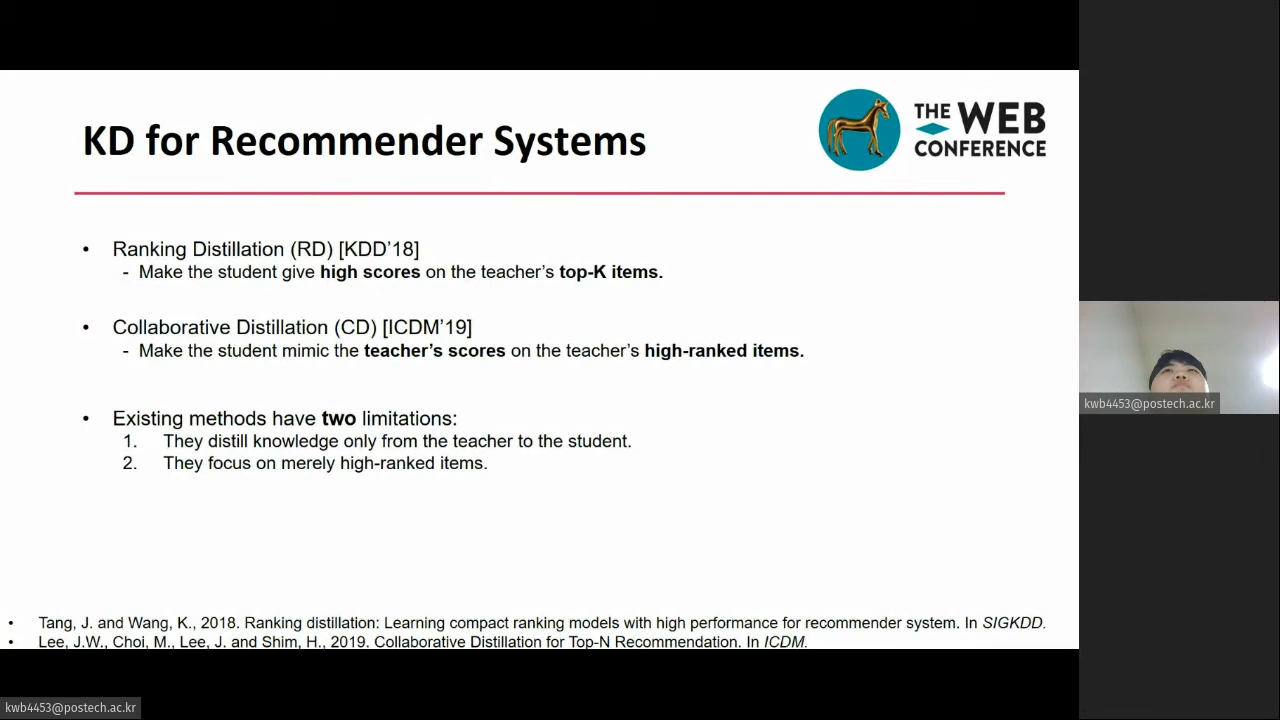 KD for Recommender Systems
THE WEB
CONFERENCE
• Ranking Distillation (RD) [KDD’18]
- Make the student give high scores on the teacher’s top-K items.
• Collaborative Distillation (CD) [ICDM’19]
- Make the student mimic the teacher’s scores on the teacher’s high-ranked items.
• Existing methods have two limitations:
1. They distill knowledge only from the teacher to the student.
2. They focus on merely high-ranked items.
kwb4453@postech.ac.kr
• Tang, J. and Wang, K., 2018. Ranking distillation: Learning compact ranking models with high performance for recommender system. In SIGKDD.
• Lee, J.W., Choi, M., Lee, J. and Shim, H., 2019. Collaborative Distillation for Top-N Recommendation. In ICDM.
kwb4453@postech.ac.kr